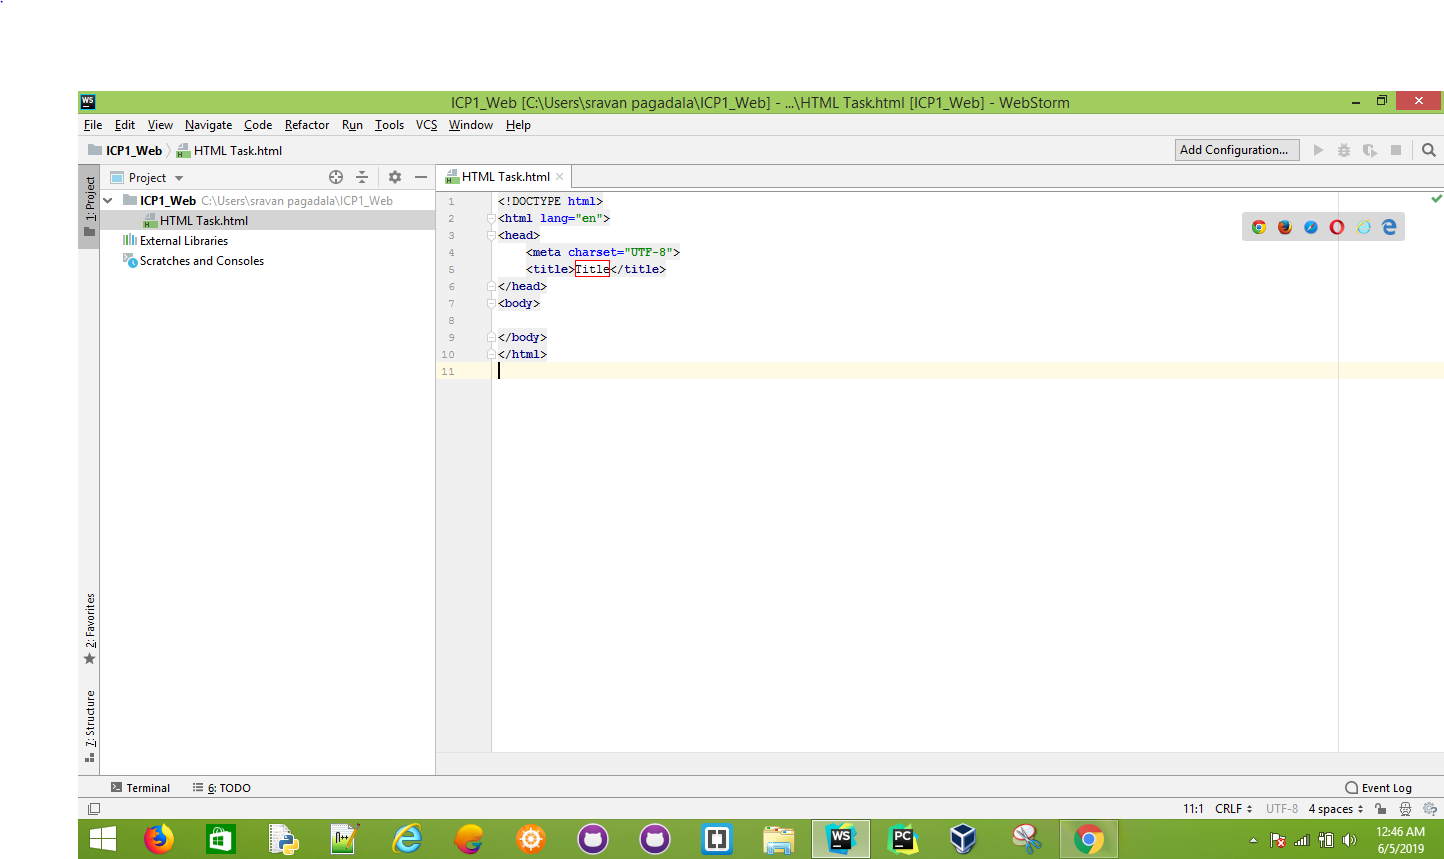 WS
ICP1_Web [C:\Users\sravan pagadala\ICP1_Web] - ...\HTML Task.html [ICP1_Web] - WebStorm
File Edit View Navigate Code Refactor Run Tools VCS Window Help
ICP1_Web HTML Task.html
Add Configuration...
1: Project
Project
HTML Task.html
ICP1_Web C:\Users\sravan pagadala\ICP1_Web
HTML Task.html
External Libraries
Scratches and Consoles
1 <!DOCTYPE html>
2 <html lang="en">
3 <head>
4 <meta charset="UTF-8">
5 <title>Title</title>
6 </head>
7 <body>
8
9 </body>
10 </html>
11
2: Favorites
7: Structure
Terminal 6: TODO
Event Log
11:1 CRLF UTF-8 4 spaces
WS
PC
12:46 AM
6/5/2019